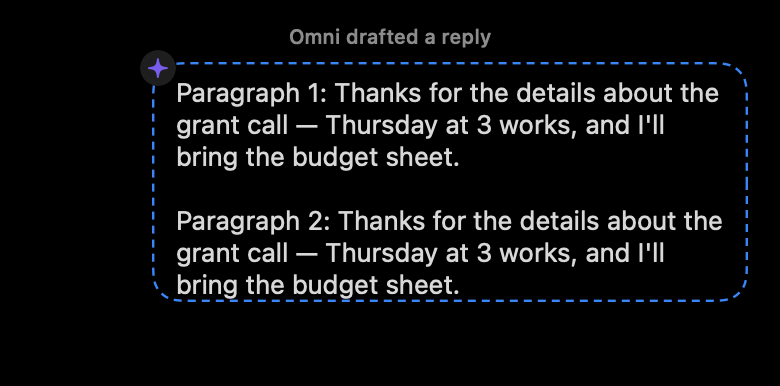 Omni drafted a reply
Paragraph 1: Thanks for the details about the
grant call — Thursday at 3 works, and I'll
bring the budget sheet.
Paragraph 2: Thanks for the details about the
grant call — Thursday at 3 works, and I'll
bring the budget sheet.